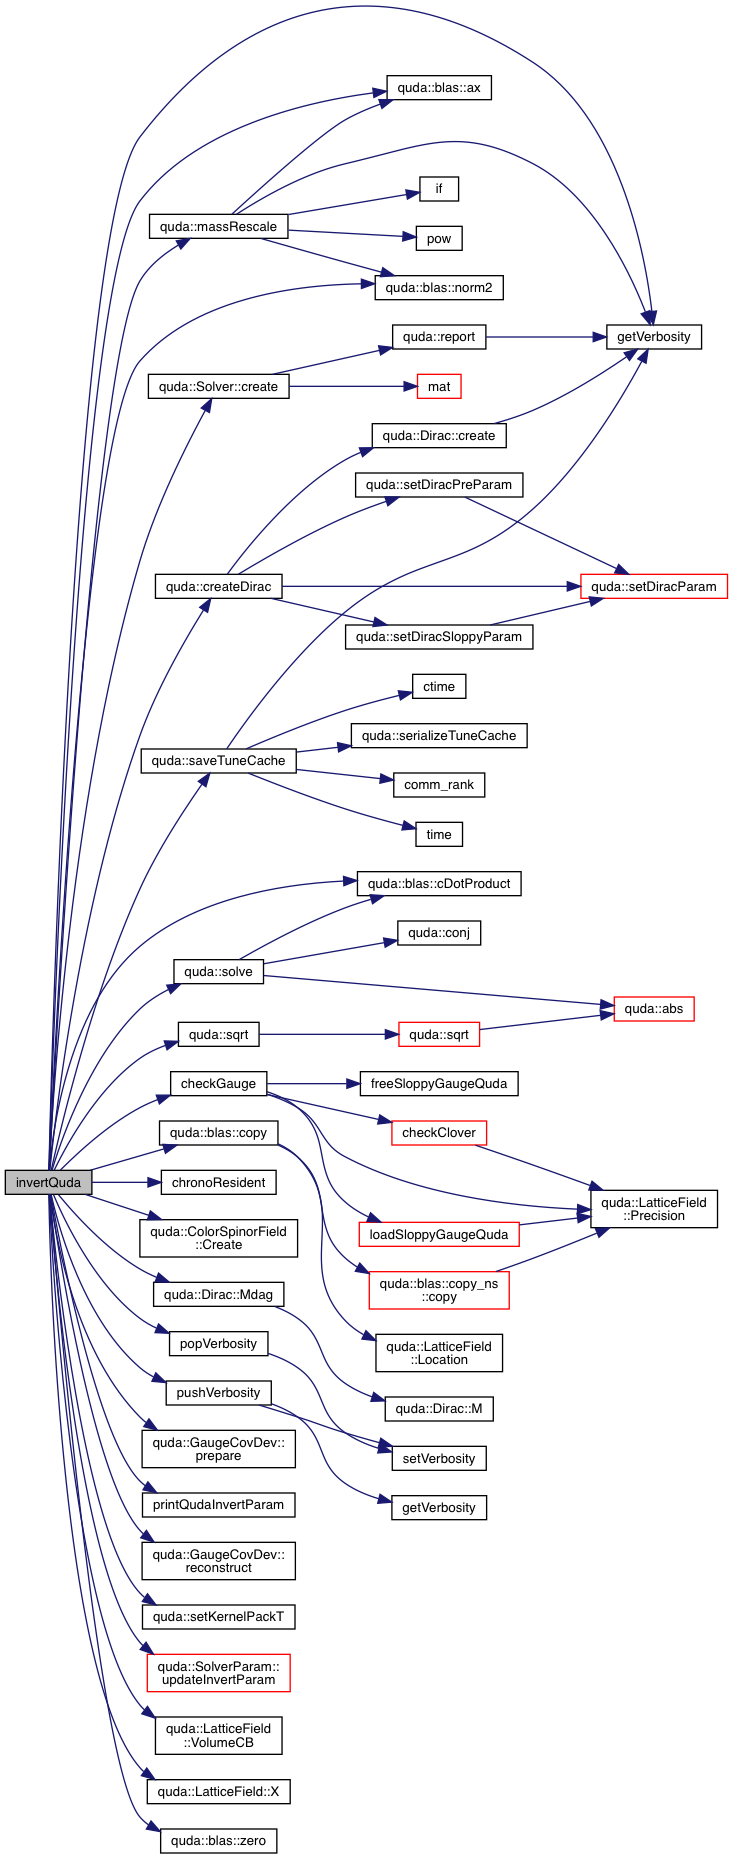 quda::blas::ax
if
quda::massRescale
pow
quda::blas::norm2
quda::report
getVerbosity
quda::Solver::create
mat
quda::Dirac::create
quda::setDiracPreParam
quda::createDirac
quda::setDiracParam
quda::setDiracSloppyParam
ctime
quda::serializeTuneCache
quda::saveTuneCache
comm_rank
time
quda::blas::cDotProduct
quda::conj
quda::solve
quda::abs
quda::sqrt
quda::sqrt
checkGauge
freeSloppyGaugeQuda
quda::blas::copy
checkClover
invertQuda
chronoResident
quda::LatticeField
::Precision
quda::ColorSpinorField
::Create
loadSloppyGaugeQuda
quda::Dirac::Mdag
quda::blas::copy_ns
::copy
popVerbosity
quda::LatticeField
::Location
pushVerbosity
quda::Dirac::M
quda::GaugeCovDev::
prepare
setVerbosity
printQudaInvertParam
getVerbosity
quda::GaugeCovDev::
reconstruct
quda::setKernelPackT
quda::SolverParam::
updateInvertParam
quda::LatticeField
::VolumeCB
quda::LatticeField::X
quda::blas::zero